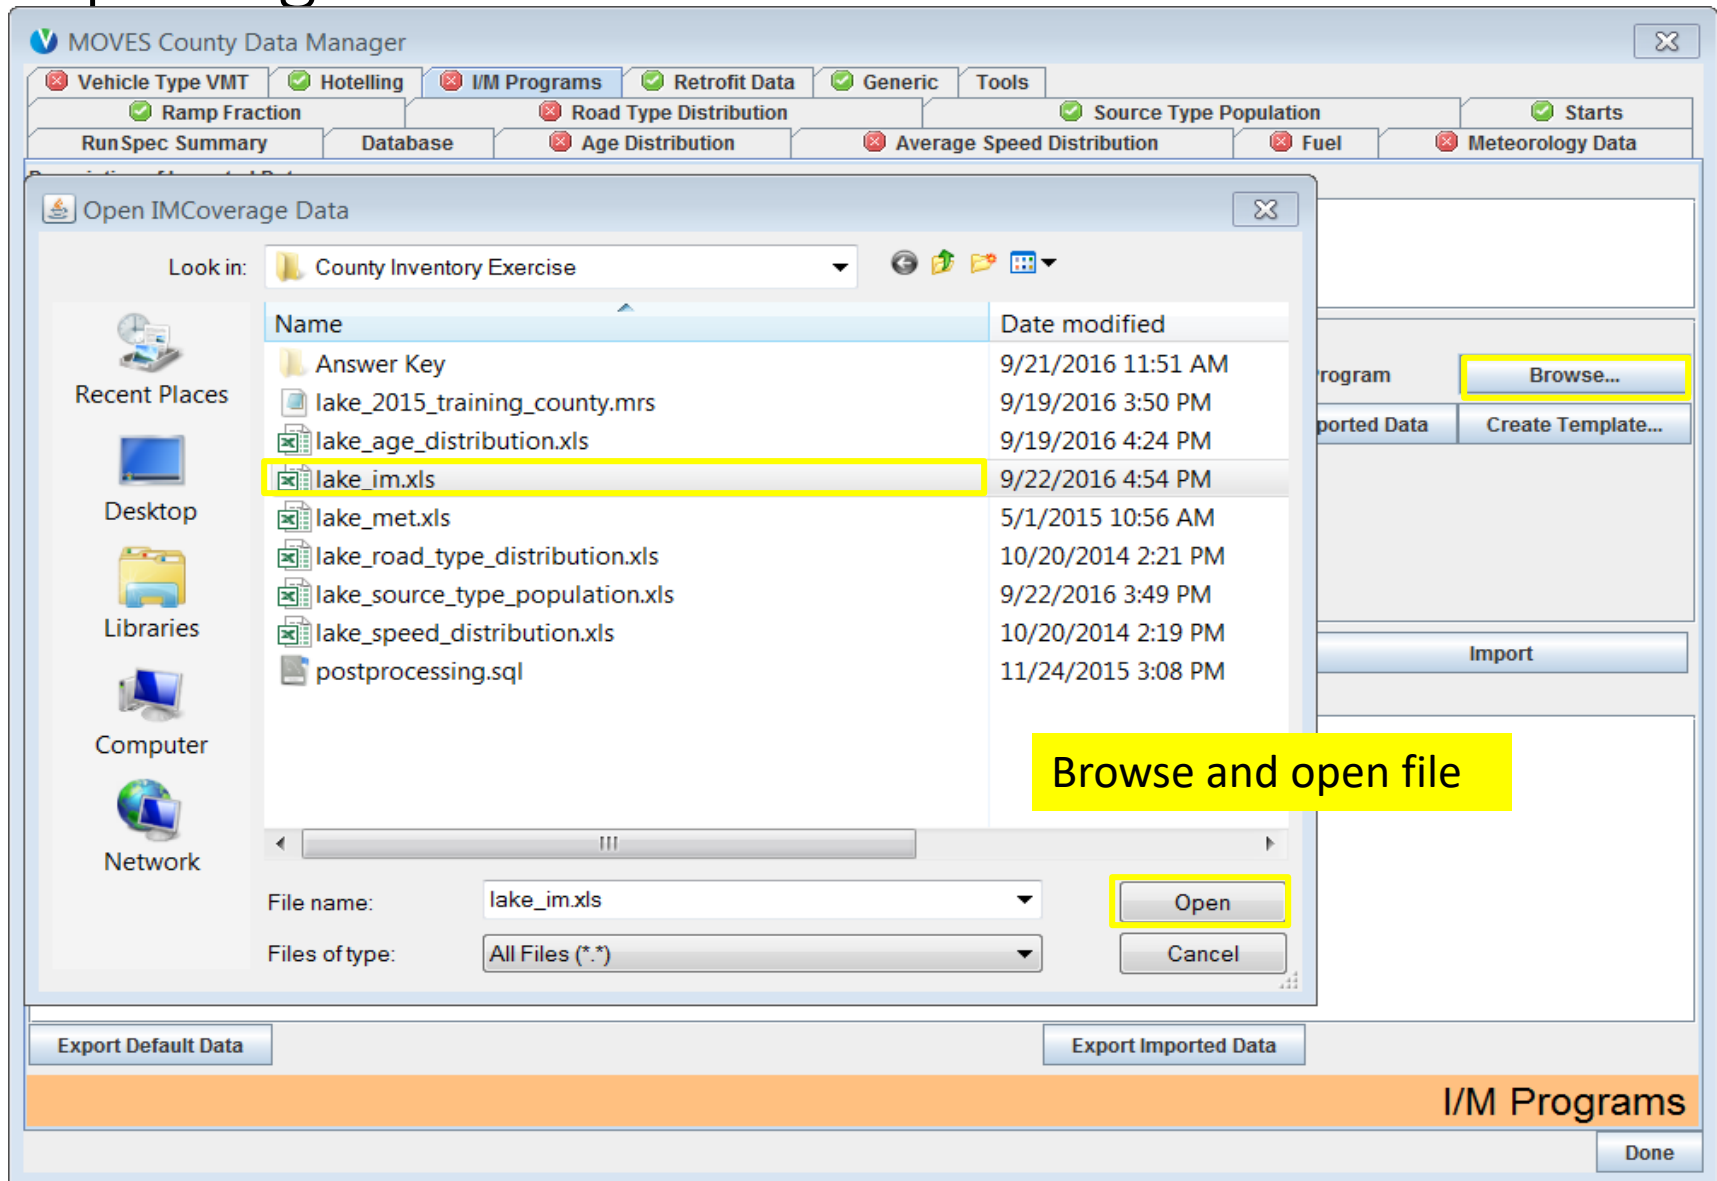 MOVES County Data Manager
Vehicle Type VMT Hotelling I/M Programs Retrofit Data Generic Tools
Ramp Fraction Road Type Distribution Source Type Population Starts
RunSpec Summary Database Age Distribution Average Speed Distribution Fuel Meteorology Data
Open IMCoverage Data
Look in: County Inventory Exercise
Name Date modified
Answer Key 9/21/2016 11:51 AM
lake_2015_training_county.mrs 9/19/2016 3:50 PM
lake_age_distribution.xls 9/19/2016 4:24 PM
lake_im.xls 9/22/2016 4:54 PM
lake_met.xls 5/1/2015 10:56 AM
lake_road_type_distribution.xls 10/20/2014 2:21 PM
lake_source_type_population.xls 9/22/2016 3:49 PM
lake_speed_distribution.xls 10/20/2014 2:19 PM
postprocessing.sql 11/24/2015 3:08 PM
Recent Places
Desktop
Libraries
Computer
Network
rogram Browse...
ported Data Create Template...
Import
Browse and open file
File name: lake_im.xls Open
Files of type: All Files (*.*) Cancel
Export Default Data Export Imported Data
I/M Programs
Done